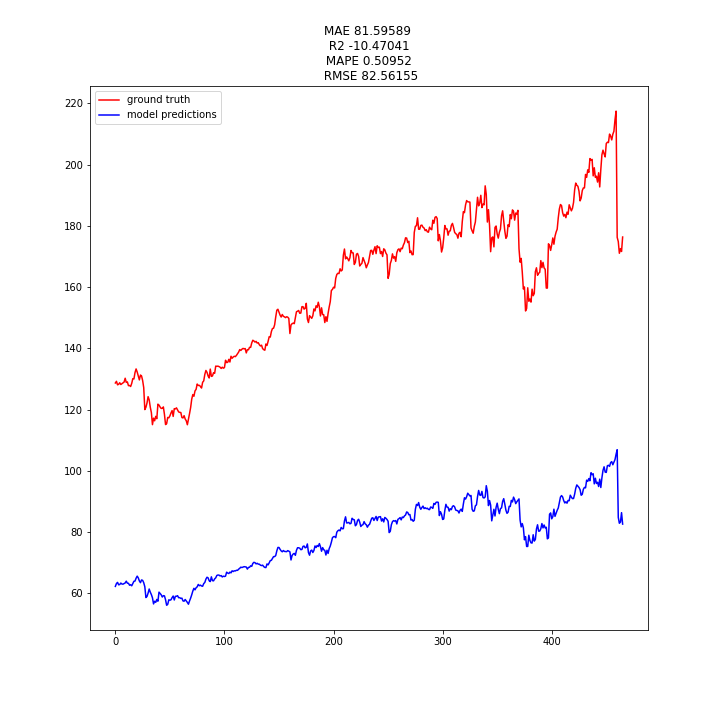 MAE 81.59589
R2 -10.47041
MAPE 0.50952
RMSE 82.56155
ground truth
model predictions
220
200
180
160
140
120
100
80
60
0 100 200 300 400